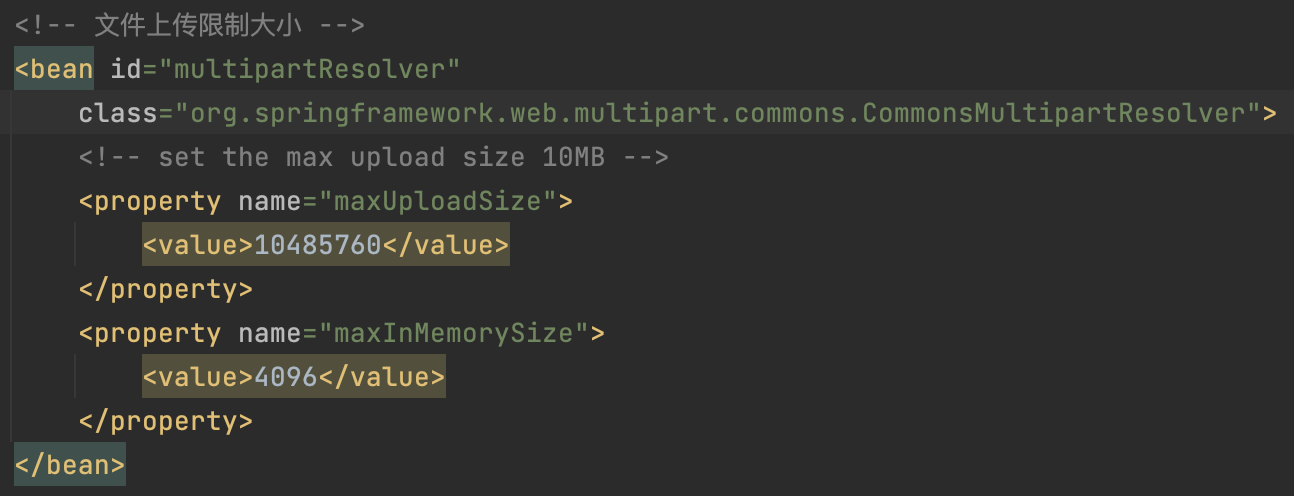 <!-- 文件上传限制大小 -->
<bean id="multipartResolver"
    class="org.springframework.web.multipart.commons.CommonsMultipartResolver">
    <!-- set the max upload size 10MB -->
    <property name="maxUploadSize">
        <value>10485760</value>
    </property>
    <property name="maxInMemorySize">
        <value>4096</value>
    </property>
</bean>